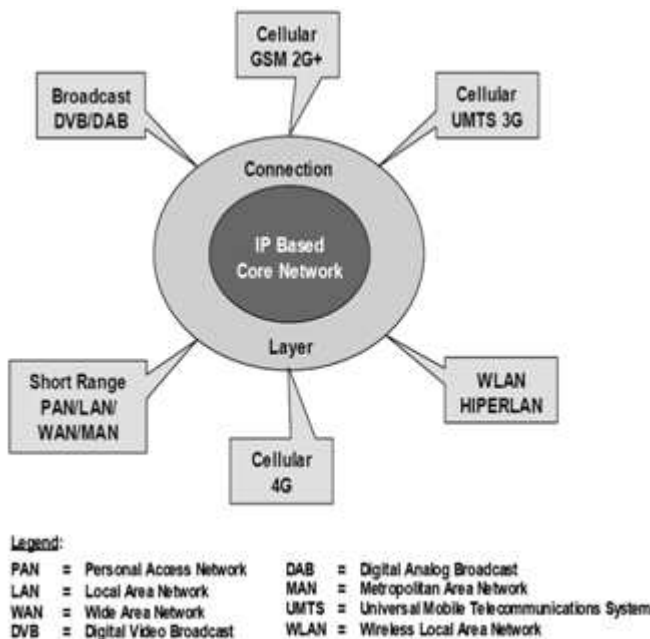 Cellular
GSM 2G+
Broadcast
DVB/DAB
Cellular
UMTS 3G
Connection
IP Based
Core Network
Layer
Short Range
PAN/LAN/
WAN/MAN
WLAN
HIPERLAN
Cellular
4G
Legend:
PAN = Personal Access Network
LAN = Local Area Network
WAN = Wide Area Network
DVB = Digital Video Broadcast
DAB = Digital Analog Broadcast
MAN = Metropolitan Area Network
UMTS = Universal Mobile Telecommunications System
WLAN = Wireless Local Area Network